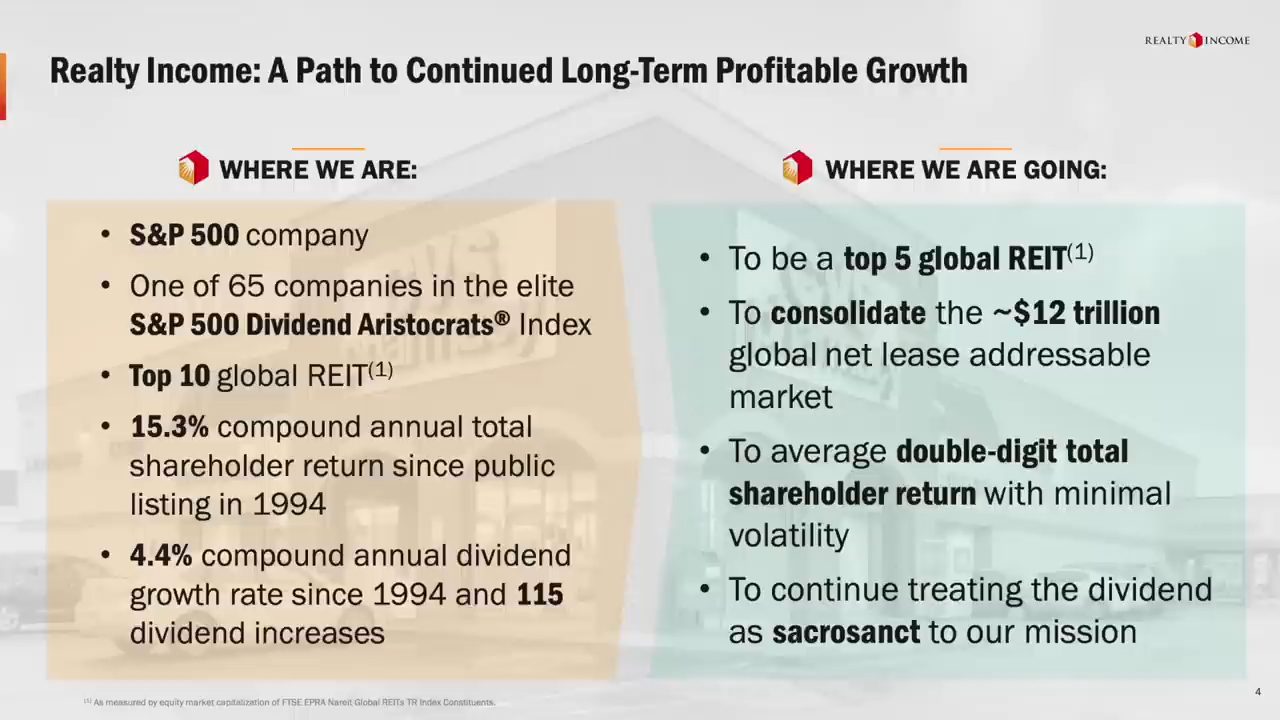 REALTY INCOME
Realty Income: A Path to Continued Long-Term Profitable Growth
WHERE WE ARE:
• S&P 500 company
• One of 65 companies in the elite
S&P 500 Dividend Aristocrats® Index
• Top 10 global REIT(1)
• 15.3% compound annual total
shareholder return since public
listing in 1994
• 4.4% compound annual dividend
growth rate since 1994 and 115
dividend increases
WHERE WE ARE GOING:
• To be a top 5 global REIT(1)
• To consolidate the ~$12 trillion
global net lease addressable
market
• To average double-digit total
shareholder return with minimal
volatility
• To continue treating the dividend
as sacrosanct to our mission
(1) As measured by equity market capitalization of FTSE EPRA Nareit Global REITs TR Index Constituents.
4